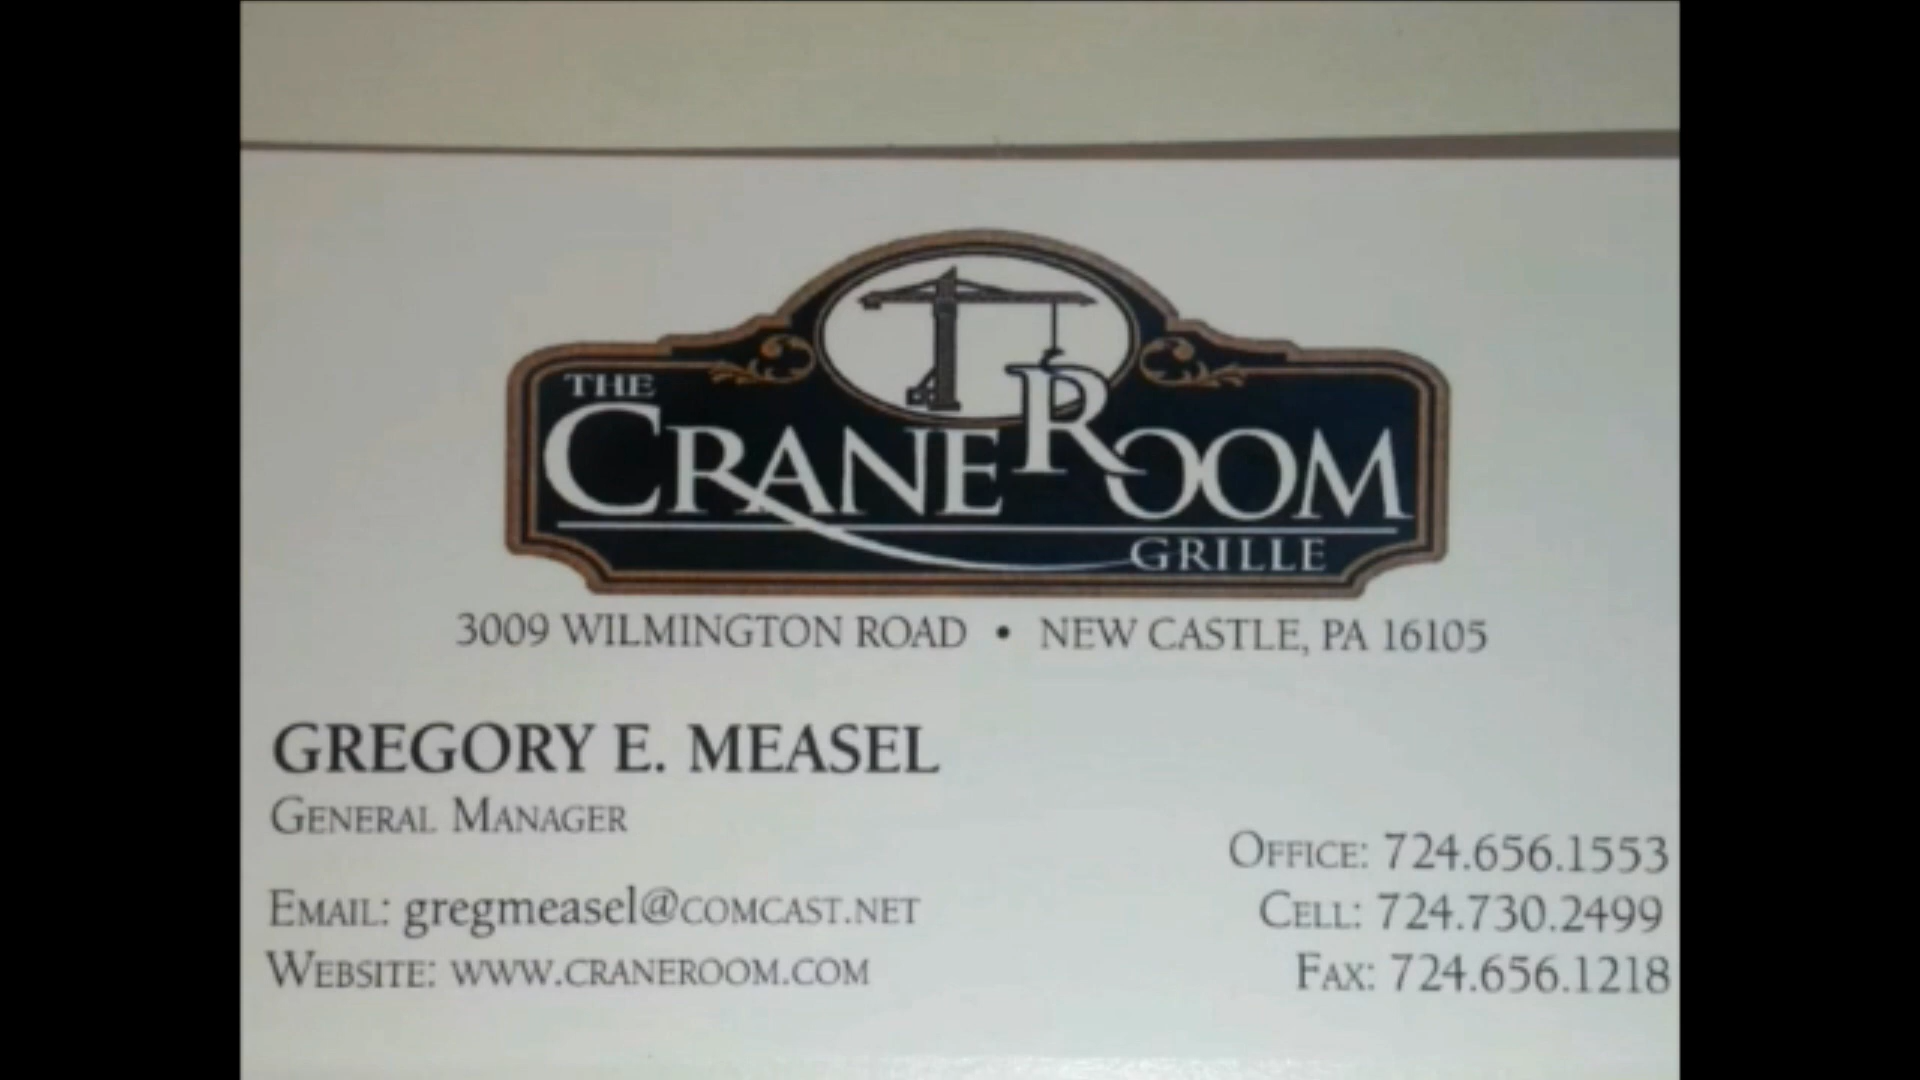 THE
CRANE ROOM
GRILLE
3009 WILMINGTON ROAD • NEW CASTLE, PA 16105
GREGORY E. MEASEL
GENERAL MANAGER
OFFICE: 724.656.1553
EMAIL: gregmeasel@COMCAST.NET
CELL: 724.730.2499
WEBSITE: WWW.CRANEROOM.COM
FAX: 724.656.1218